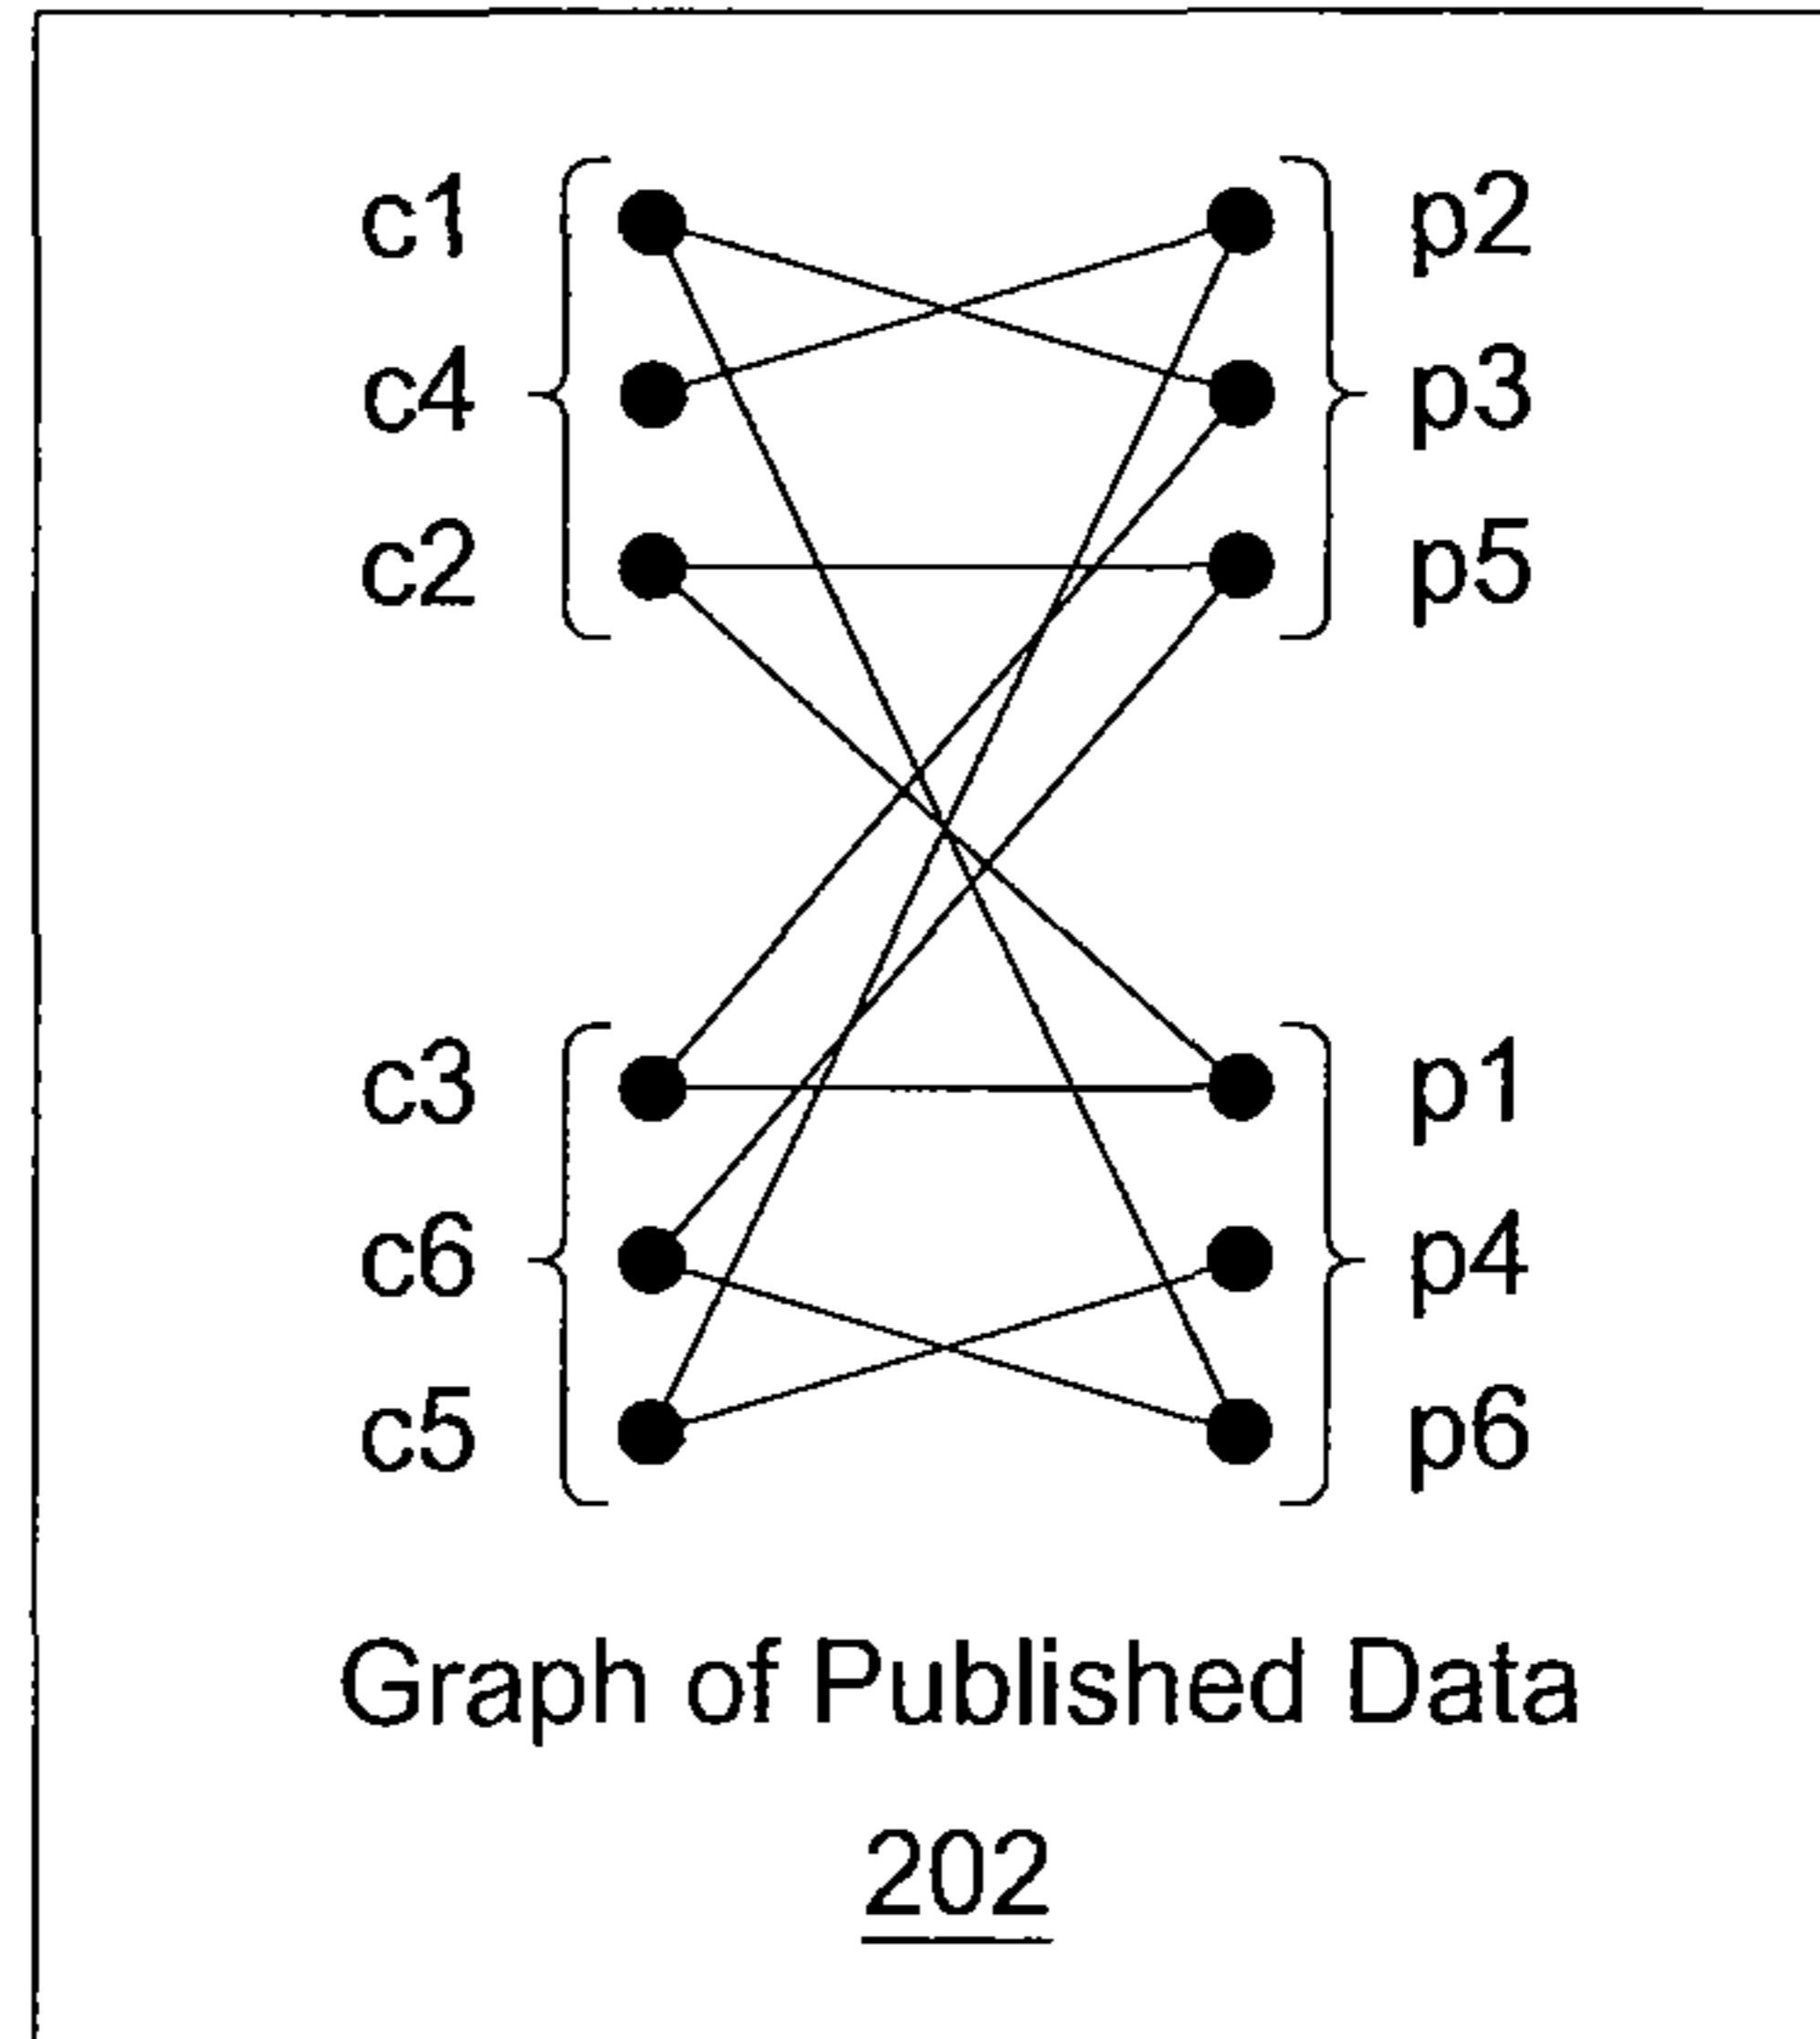 c1 p2
c4 p3
c2 p5
c3 p1
c6 p4
c5 p6
Graph of Published Data
202